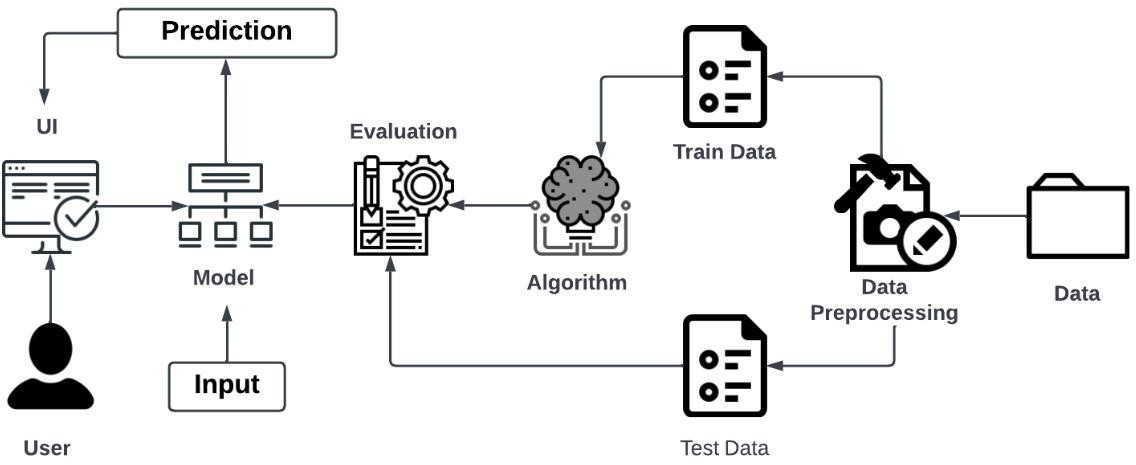 Prediction
UI
Evaluation
Train Data
Model
Algorithm
Data
Preprocessing
Data
Input
User
Test Data